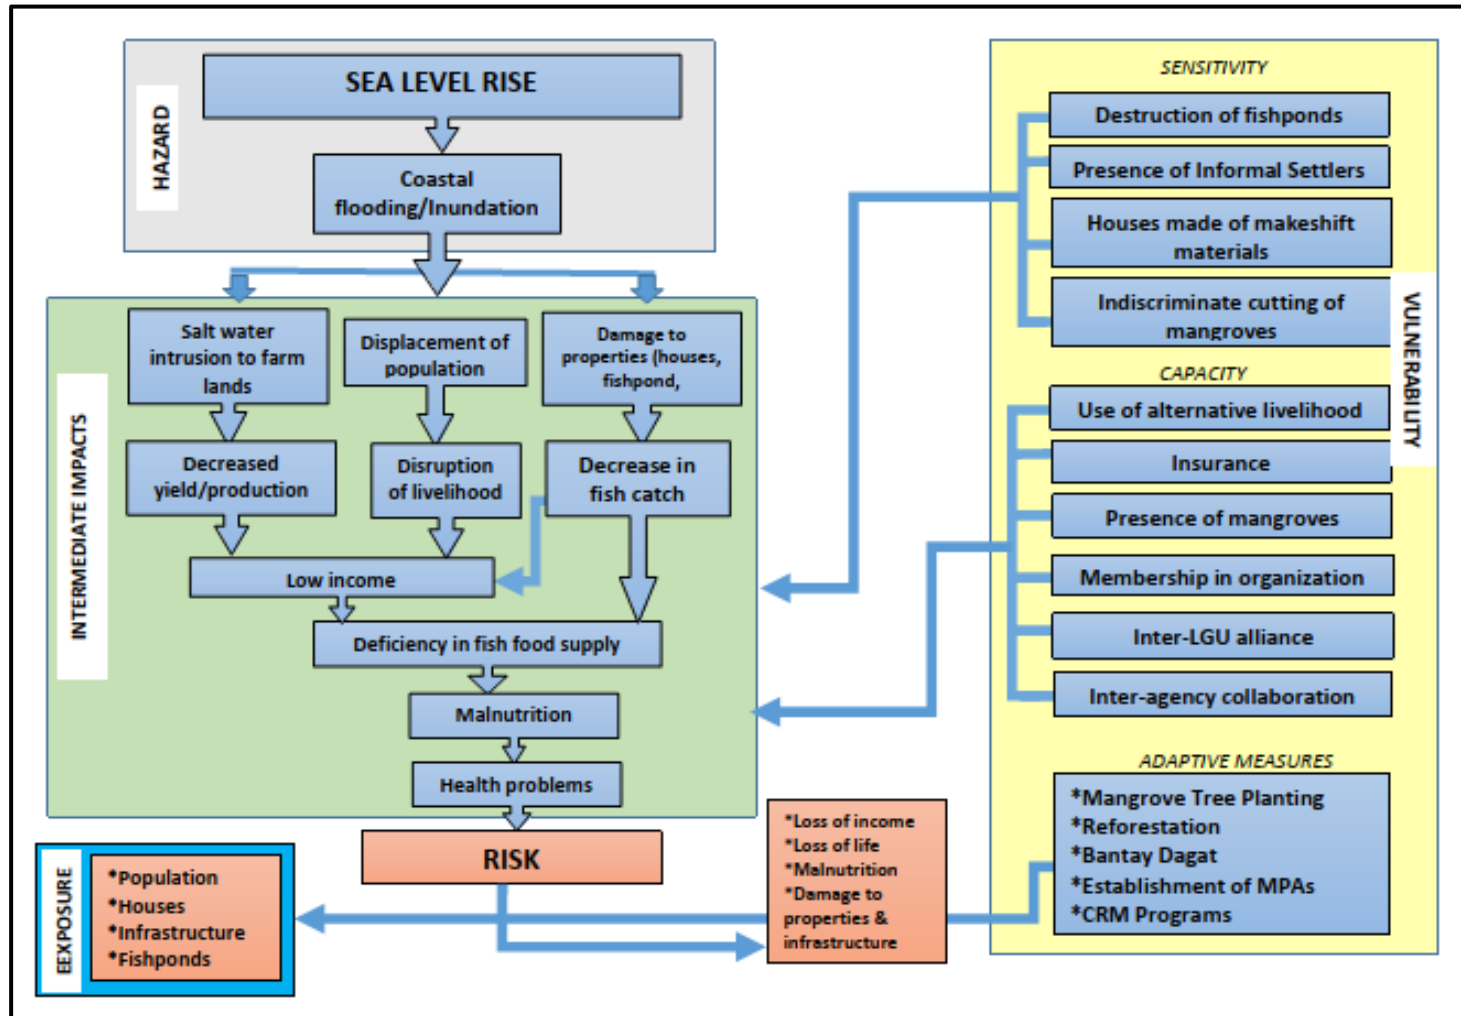 HAZARD
SEA LEVEL RISE
Coastal
flooding/Inundation
INTERMEDIATE IMPACTS
Salt water
intrusion to farm
lands
Displacement of
population
Damage to
properties (houses,
fishpond,
Decreased
yield/production
Disruption
of livelihood
Decrease in
fish catch
Low income
Deficiency in fish food supply
Malnutrition
Health problems
RISK
EEXPOSURE
*Population
*Houses
*Infrastructure
*Fishponds
*Loss of income
*Loss of life
*Malnutrition
*Damage to
properties &
infrastructure
VULNERABILITY
SENSITIVITY
Destruction of fishponds
Presence of Informal Settlers
Houses made of makeshift
materials
Indiscriminate cutting of
mangroves
CAPACITY
Use of alternative livelihood
Insurance
Presence of mangroves
Membership in organization
Inter-LGU alliance
Inter-agency collaboration
ADAPTIVE MEASURES
*Mangrove Tree Planting
*Reforestation
*Bantay Dagat
*Establishment of MPAs
*CRM Programs